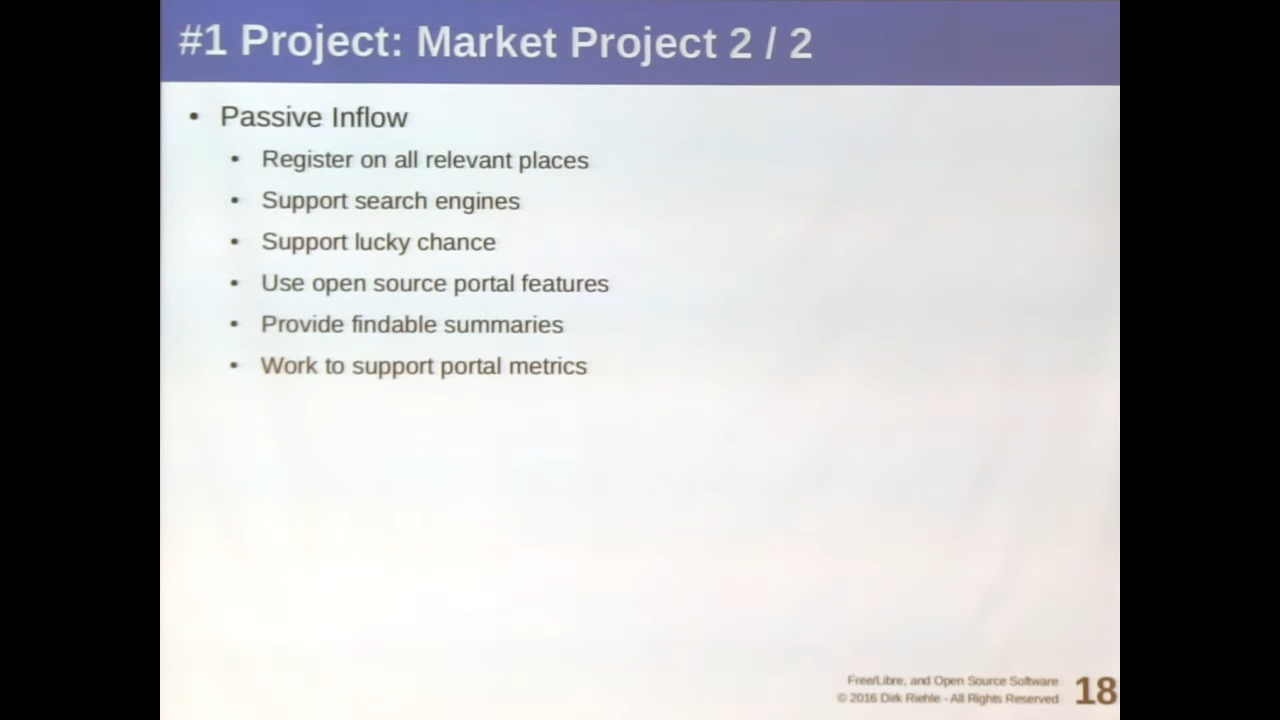 #1 Project: Market Project 2 / 2
• Passive Inflow
• Register on all relevant places
• Support search engines
• Support lucky chance
• Use open source portal features
• Provide findable summaries
• Work to support portal metrics
Free/Libre, and Open Source Software
© 2016 Dirk Riehle - All Rights Reserved
18